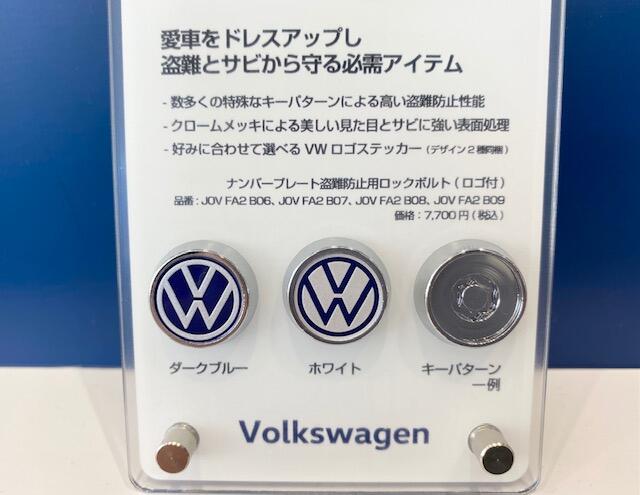 愛車をドレスアップし
盗難とサビから守る必需アイテム
- 数多くの特殊なキーパターンによる高い盗難防止性能
- クロームメッキによる美しい見た目とサビに強い表面処理
- 好みに合わせて選べる VW ロゴステッカー (デザイン2種同梱)
ナンバープレート盗難防止用ロックボルト ( ロゴ付 )
品番 : J0V FA2 B06、J0V FA2 B07、J0V FA2 B08、J0V FA2 B09
価格 : 7,700 円 ( 税込 )
ダークブルー
ホワイト
キーパターン
一例
Volkswagen